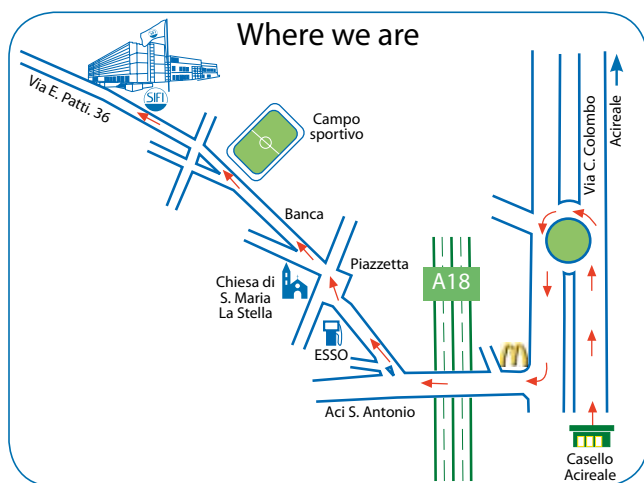 Where we are
SIFI
Via E. Patti. 36
Campo
sportivo
Via C. Colombo
Acireale
Banca
Piazzetta
A18
Chiesa di
S. Maria
La Stella
ESSO
Aci S. Antonio
Casello
Acireale